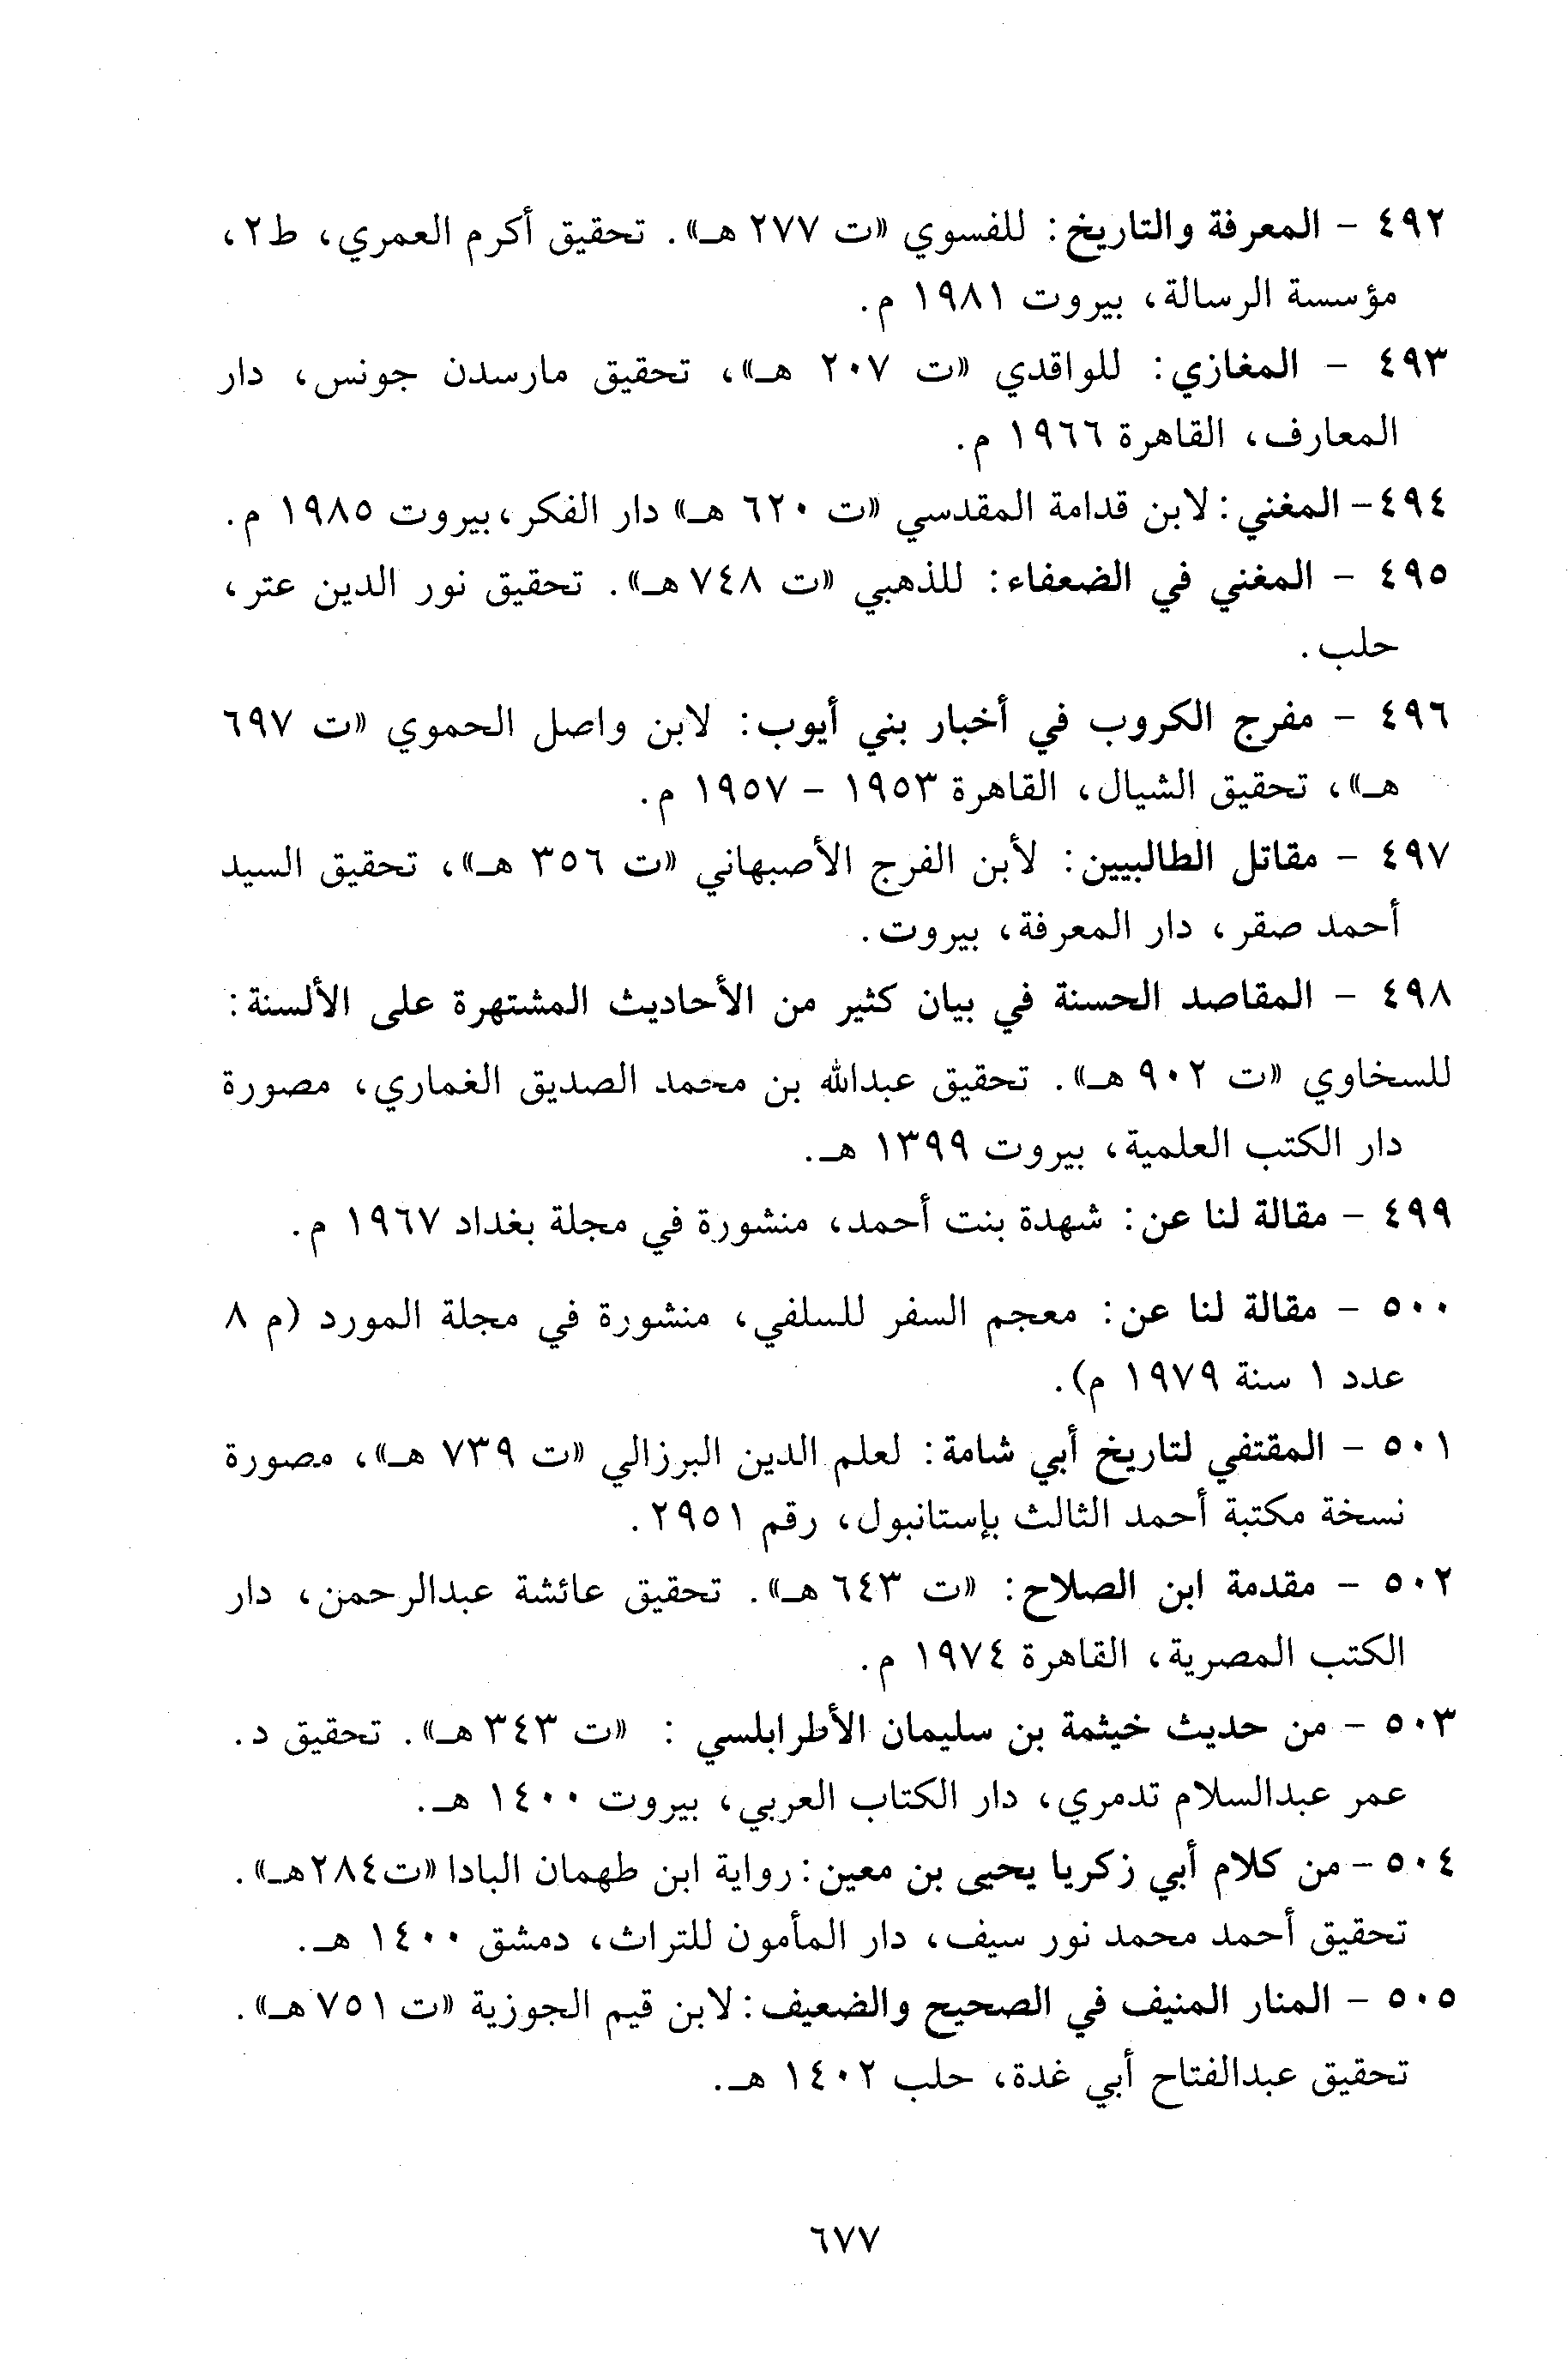 ٤٩٢ - المعرفة والتاريخ: للفسوي «ت ٢٧٧ هـ». تحقيق أكرم العمري، ط٢،
مؤسسة الرسالة، بيروت ١٩٨١ م.
٤٩٣ - المغازي: للواقدي «ت ٢٠٧ هـ»، تحقيق مارسدن جونس، دار
المعارف، القاهرة ١٩٦٦ م.
٤٩٤- المغني: لابن قدامة المقدسي «ت ٦٢٠ هـ» دار الفكر، بيروت ١٩٨٥ م.
٤٩٥ - المغني في الضعفاء: للذهبي «ت ٧٤٨ هـ». تحقيق نور الدين عتر،
حلب.
٤٩٦ - مفرج الكروب في أخبار بني أيوب: لابن واصل الحموي «ت ٦٩٧
هـ»، تحقيق الشيال، القاهرة ١٩٥٣ - ١٩٥٧ م.
٤٩٧ - مقاتل الطالبيين: لأبن الفرج الأصبهاني «ت ٣٥٦ هـ»، تحقيق السيد
أحمد صقر، دار المعرفة، بيروت.
٤٩٨ - المقاصد الحسنة في بيان كثير من الأحاديث المشتهرة على الألسنة:
للسخاوي «ت ٩٠٢ هـ». تحقيق عبدالله بن محمد الصديق الغماري، مصورة
دار الكتب العلمية، بيروت ١٣٩٩ هـ.
٤٩٩ - مقالة لنا عن: شهدة بنت أحمد، منشورة في مجلة بغداد ١٩٦٧ م.
٥٠٠ - مقالة لنا عن: معجم السفر للسلفي، منشورة في مجلة المورد (م ٨
عدد ١ سنة ١٩٧٩ م).
٥٠١ - المقتفي لتاريخ أبي شامة: لعلم الدين البرزالي «ت ٧٣٩ هـ»، مصورة
نسخة مكتبة أحمد الثالث بإستانبول، رقم ٢٩٥١.
٥٠٢ - مقدمة ابن الصلاح: «ت ٦٤٣ هـ». تحقيق عائشة عبدالرحمن، دار
الكتب المصرية، القاهرة ١٩٧٤ م.
٥٠٣ - من حديث خيثمة بن سليمان الأطرابلسي : «ت ٣٤٣ هـ». تحقيق د.
عمر عبدالسلام تدمري، دار الكتاب العربي، بيروت ١٤٠٠ هـ.
٥٠٤ - من كلام أبي زكريا يحيى بن معين: رواية ابن طهمان البادا «ت٢٨٤هـ».
تحقيق أحمد محمد نور سيف، دار المأمون للتراث، دمشق ١٤٠٠ هـ.
٥٠٥ - المنار المنيف في الصحيح والضعيف: لابن قيم الجوزية «ت ٧٥١ هـ».
تحقيق عبدالفتاح أبي غدة، حلب ١٤٠٢ هـ.
٦٧٧